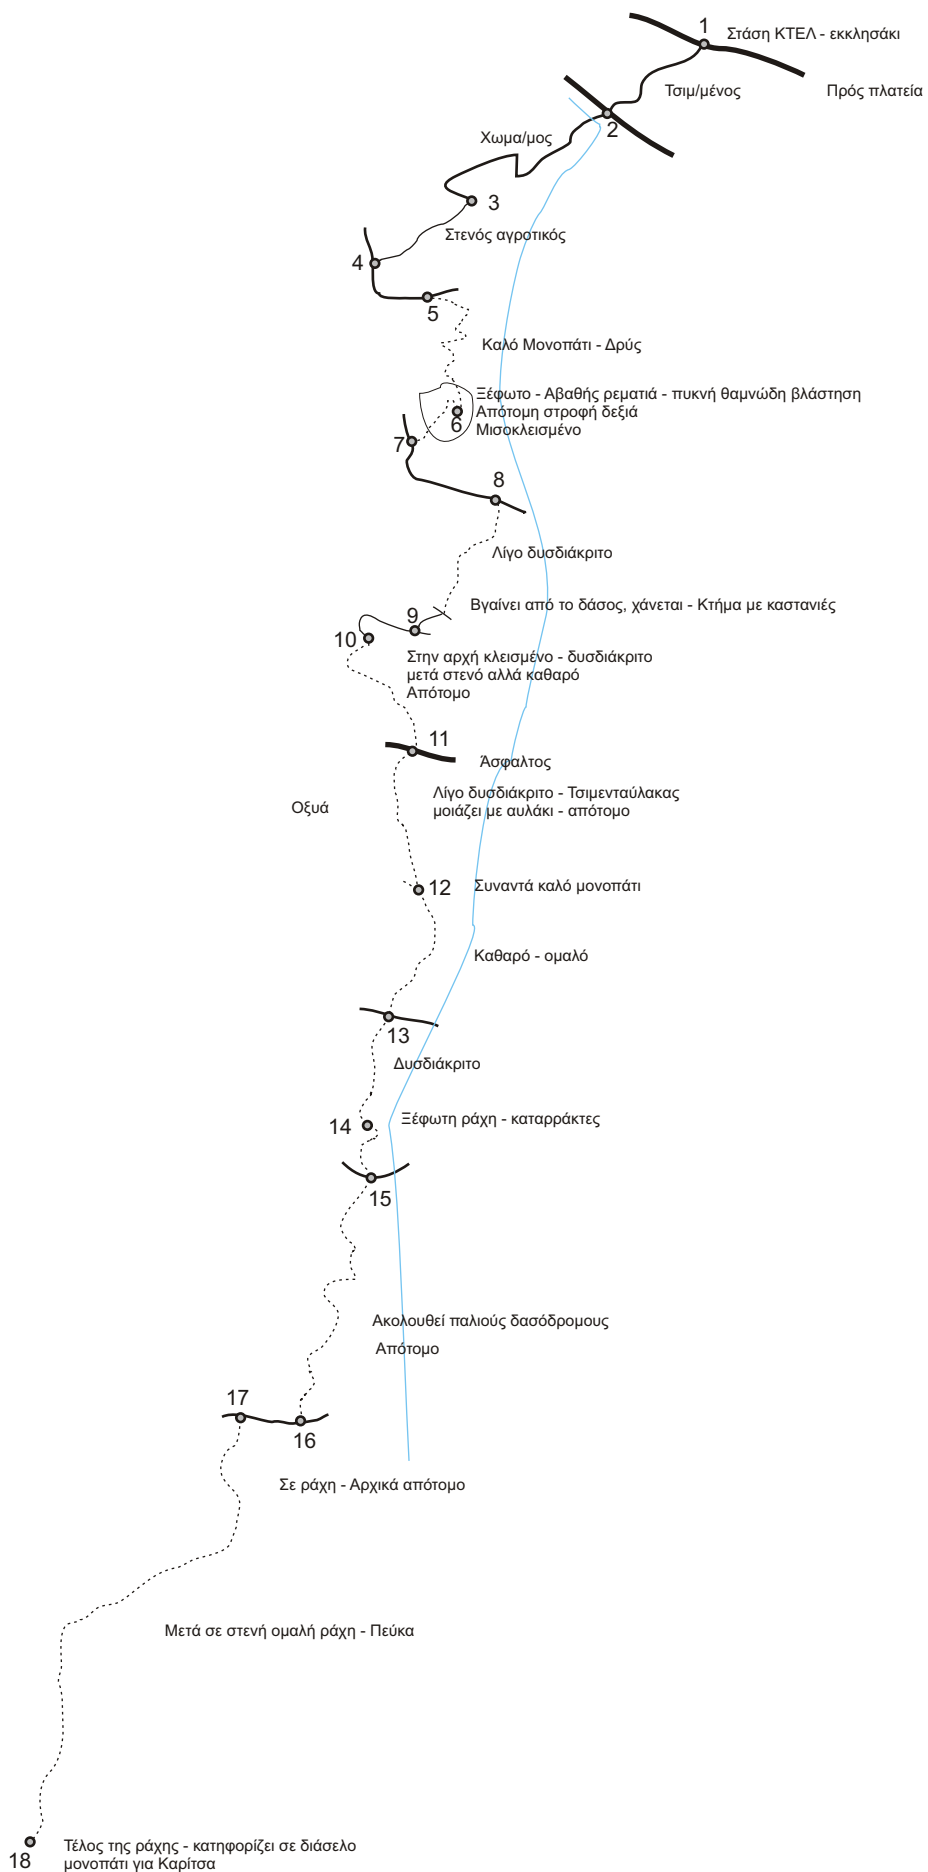 1
Στάση ΚΤΕΛ - εκκλησάκι
Τσιμ/μένος
Πρός πλατεία
2
Χωμα/μος
3
Στενός αγροτικός
4
5
Καλό Μονοπάτι - Δρύς
Ξέφωτο - Αβαθής ρεματιά - πυκνή θαμνώδη βλάστηση
Απότομη στροφή δεξιά
Μισοκλεισμένο
6
7
8
Λίγο δυσδιάκριτο
Βγαίνει από το δάσος, χάνεται - Κτήμα με καστανιές
9
10
Στην αρχή κλεισμένο - δυσδιάκριτο
μετά στενό αλλά καθαρό
Απότομο
11
Άσφαλτος
Λίγο δυσδιάκριτο - Τσιμενταύλακας
μοιάζει με αυλάκι - απότομο
Οξυά
12
Συναντά καλό μονοπάτι
Καθαρό - ομαλό
13
Δυσδιάκριτο
14
Ξέφωτη ράχη - καταρράκτες
15
Ακολουθεί παλιούς δασόδρομους
Απότομο
17
16
Σε ράχη - Αρχικά απότομο
Μετά σε στενή ομαλή ράχη - Πεύκα
18
Τέλος της ράχης - κατηφορίζει σε διάσελο
μονοπάτι για Καρίτσα